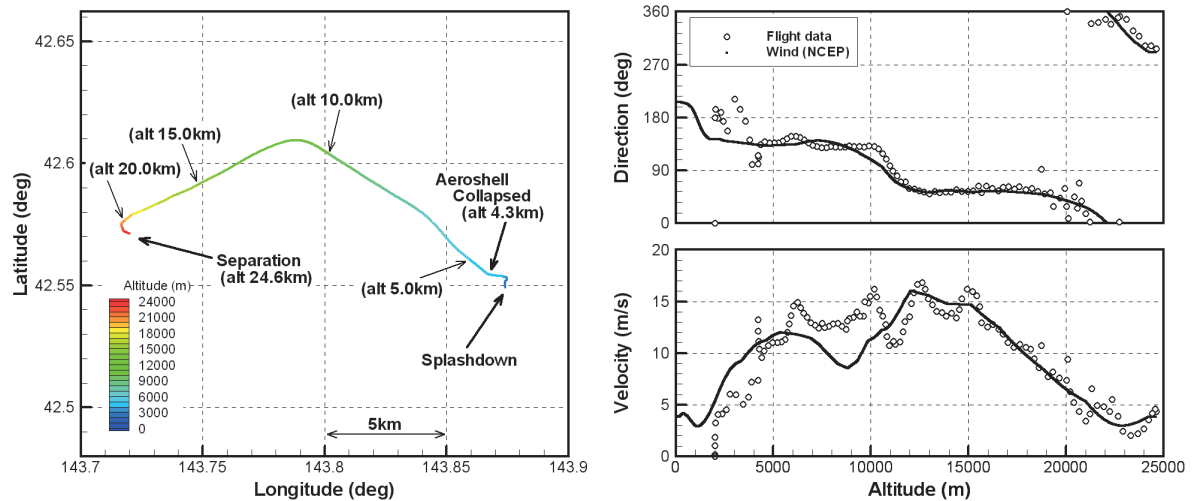 42.65
42.6
42.55
42.5
Latitude (deg)
(alt 10.0km)
(alt 15.0km)
(alt 20.0km)
Aeroshell
Collapsed
(alt 4.3km)
Separation
(alt 24.6km)
(alt 5.0km)
Splashdown
Altitude (m)
24000
21000
18000
15000
12000
9000
6000
3000
0
5km
143.7
143.75
143.8
143.85
143.9
Longitude (deg)
360
270
180
90
0
Direction (deg)
Flight data
Wind (NCEP)
20
15
10
5
0
Velocity (m/s)
0
5000
10000
15000
20000
25000
Altitude (m)